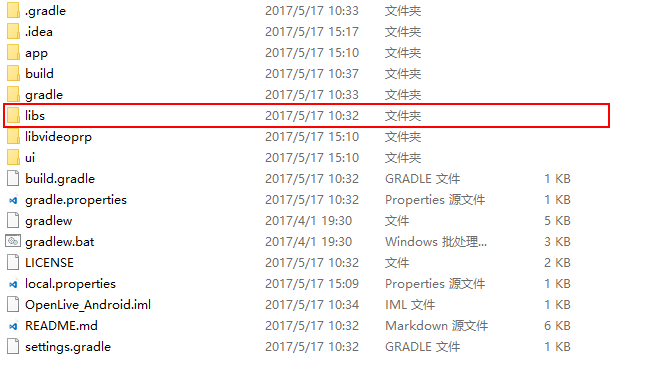 .gradle 2017/5/17 10:33 文件夹
.idea 2017/5/17 15:17 文件夹
app 2017/5/17 15:10 文件夹
build 2017/5/17 10:37 文件夹
gradle 2017/5/17 10:33 文件夹
libs 2017/5/17 10:32 文件夹
libvideoprp 2017/5/17 15:10 文件夹
ui 2017/5/17 15:10 文件夹
build.gradle 2017/5/17 10:32 GRADLE 文件 1 KB
gradle.properties 2017/5/17 10:32 Properties 源文件 1 KB
gradlew 2017/4/1 19:30 文件 5 KB
gradlew.bat 2017/4/1 19:30 Windows 批处理... 3 KB
LICENSE 2017/5/17 10:32 文件 2 KB
local.properties 2017/5/17 15:09 Properties 源文件 1 KB
OpenLive_Android.iml 2017/5/17 10:34 IML 文件 1 KB
README.md 2017/5/17 10:32 Markdown 源文件 6 KB
settings.gradle 2017/5/17 10:32 GRADLE 文件 1 KB